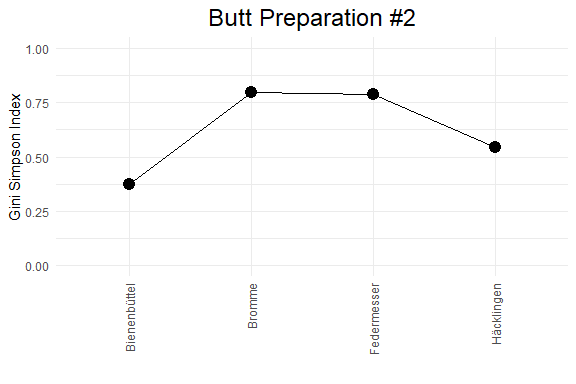 Butt Preparation #2
Gini Simpson Index
1.00
0.75
0.50
0.25
0.00
Bienenbüttel
Bromme
Federmesser
Häcklingen